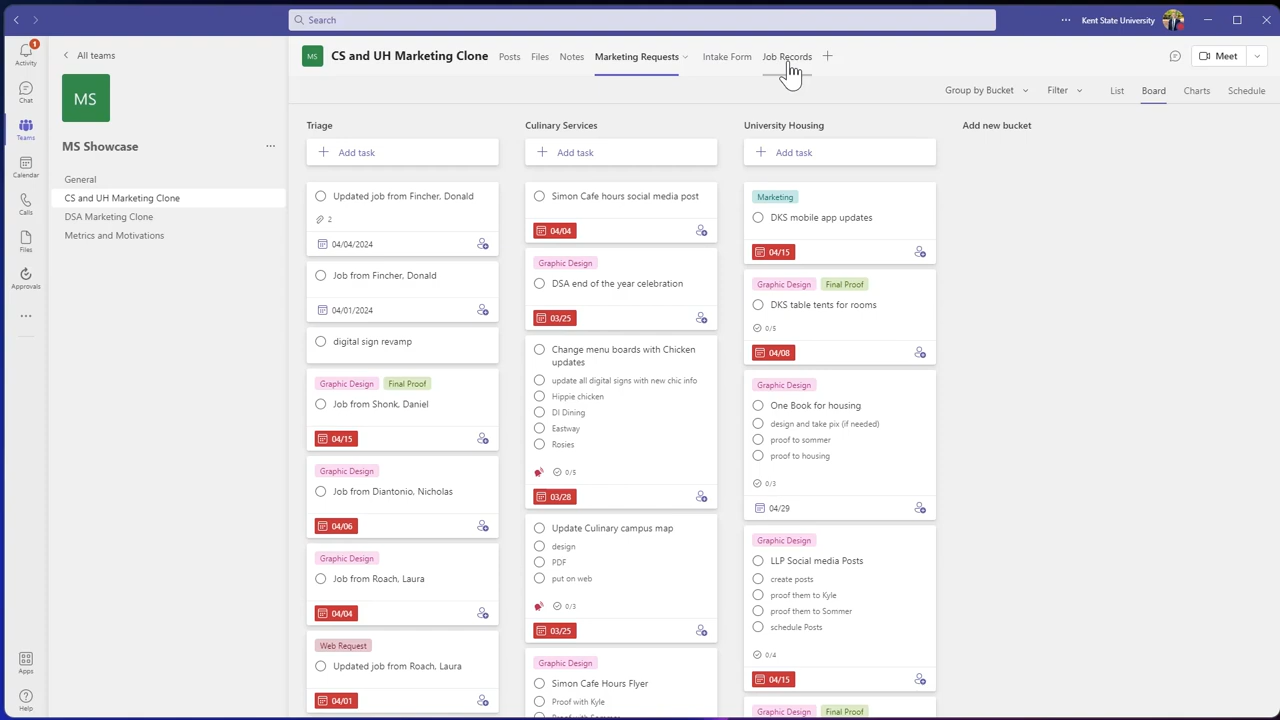 Search
Kent State University
1
Activity
Chat
Teams
Calendar
Calls
Files
Approvals
Apps
Help
All teams
MS
MS Showcase
General
CS and UH Marketing Clone
DSA Marketing Clone
Metrics and Motivations
MS
CS and UH Marketing Clone
Posts
Files
Notes
Marketing Requests
Intake Form
Job Records
Meet
Group by Bucket
Filter
List
Board
Charts
Schedule
Triage
Add task
Updated job from Fincher, Donald
2
04/04/2024
Job from Fincher, Donald
04/01/2024
digital sign revamp
Graphic Design
Final Proof
Job from Shonk, Daniel
04/15
Graphic Design
Job from Diantonio, Nicholas
04/06
Graphic Design
Job from Roach, Laura
04/04
Web Request
Updated job from Roach, Laura
04/01
Culinary Services
Add task
Simon Cafe hours social media post
04/04
Graphic Design
DSA end of the year celebration
03/25
Change menu boards with Chicken
updates
update all digital signs with new chic info
Hippie chicken
DI Dining
Eastway
Rosies
0/5
03/28
Update Culinary campus map
design
PDF
put on web
0/3
03/25
Graphic Design
Simon Cafe Hours Flyer
Proof with Kyle
Proof with Sommer
University Housing
Add task
Marketing
DKS mobile app updates
04/15
Graphic Design
Final Proof
DKS table tents for rooms
0/5
04/08
Graphic Design
One Book for housing
design and take pix (if needed)
proof to sommer
proof to housing
0/3
04/29
Graphic Design
LLP Social media Posts
create posts
proof them to Kyle
proof them to Sommer
schedule Posts
0/4
04/15
Graphic Design
Final Proof
Add new bucket